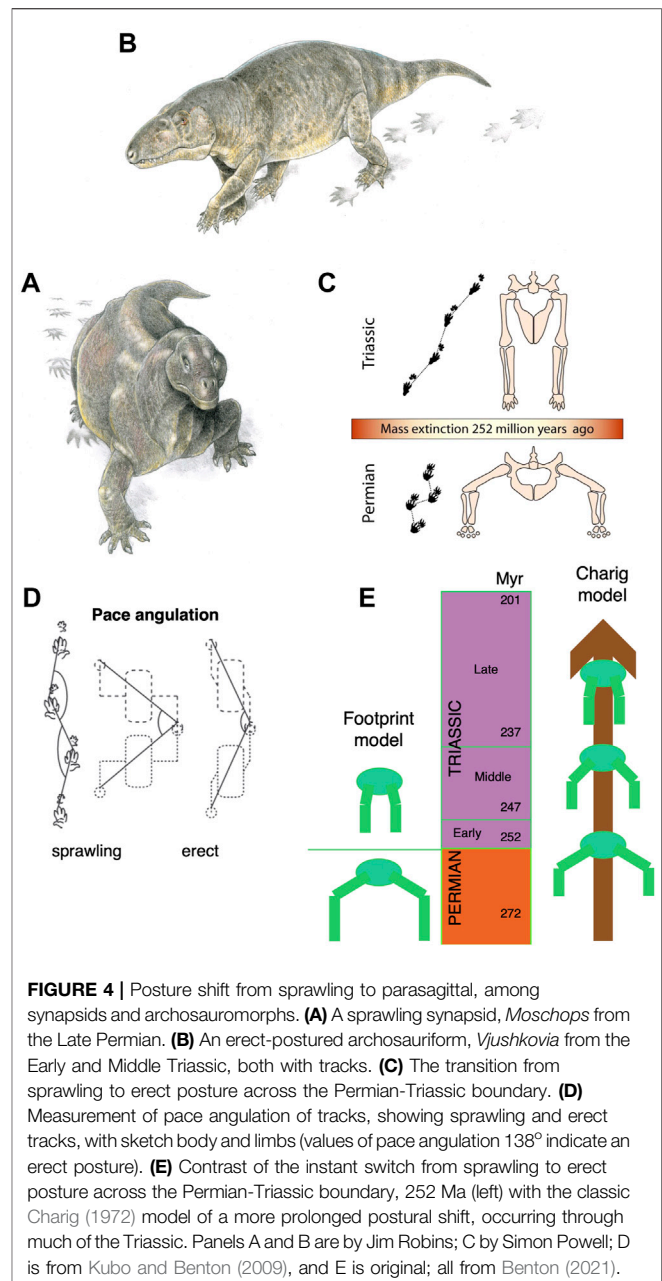 B
A
C
Triassic
Mass extinction 252 million years ago
Permian
D
Pace angulation
sprawling
erect
E
Myr
Charig
model
201
Late
Footprint
model
237
TRIASSIC
Middle
247
Early
252
PERMIAN
272
FIGURE 4 | Posture shift from sprawling to parasagittal, among
synapsids and archosauromorphs. (A) A sprawling synapsid, Moschops from
the Late Permian. (B) An erect-postured archosauriform, Vjushkovia from the
Early and Middle Triassic, both with tracks. (C) The transition from
sprawling to erect posture across the Permian-Triassic boundary. (D)
Measurement of pace angulation of tracks, showing sprawling and erect
tracks, with sketch body and limbs (values of pace angulation 138° indicate an
erect posture). (E) Contrast of the instant switch from sprawling to erect
posture across the Permian-Triassic boundary, 252 Ma (left) with the classic
Charig (1972) model of a more prolonged postural shift, occurring through
much of the Triassic. Panels A and B are by Jim Robins; C by Simon Powell; D
is from Kubo and Benton (2009), and E is original; all from Benton (2021).